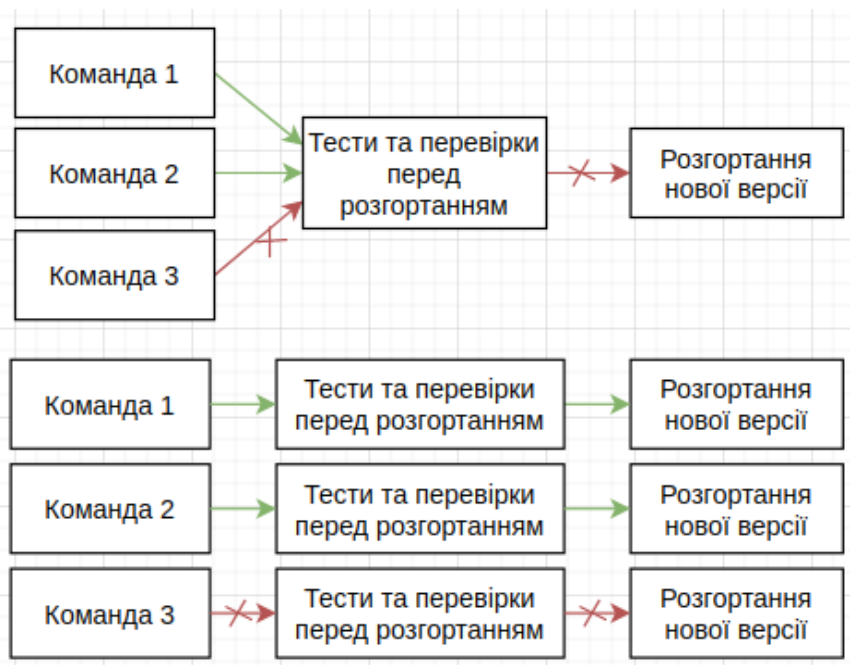 Команда 1
Команда 2
Команда 3
Тести та перевірки
перед
розгортанням
Розгортання
нової версії
Команда 1
Тести та перевірки
перед розгортанням
Розгортання
нової версії
Команда 2
Тести та перевірки
перед розгортанням
Розгортання
нової версії
Команда 3
Тести та перевірки
перед розгортанням
Розгортання
нової версії